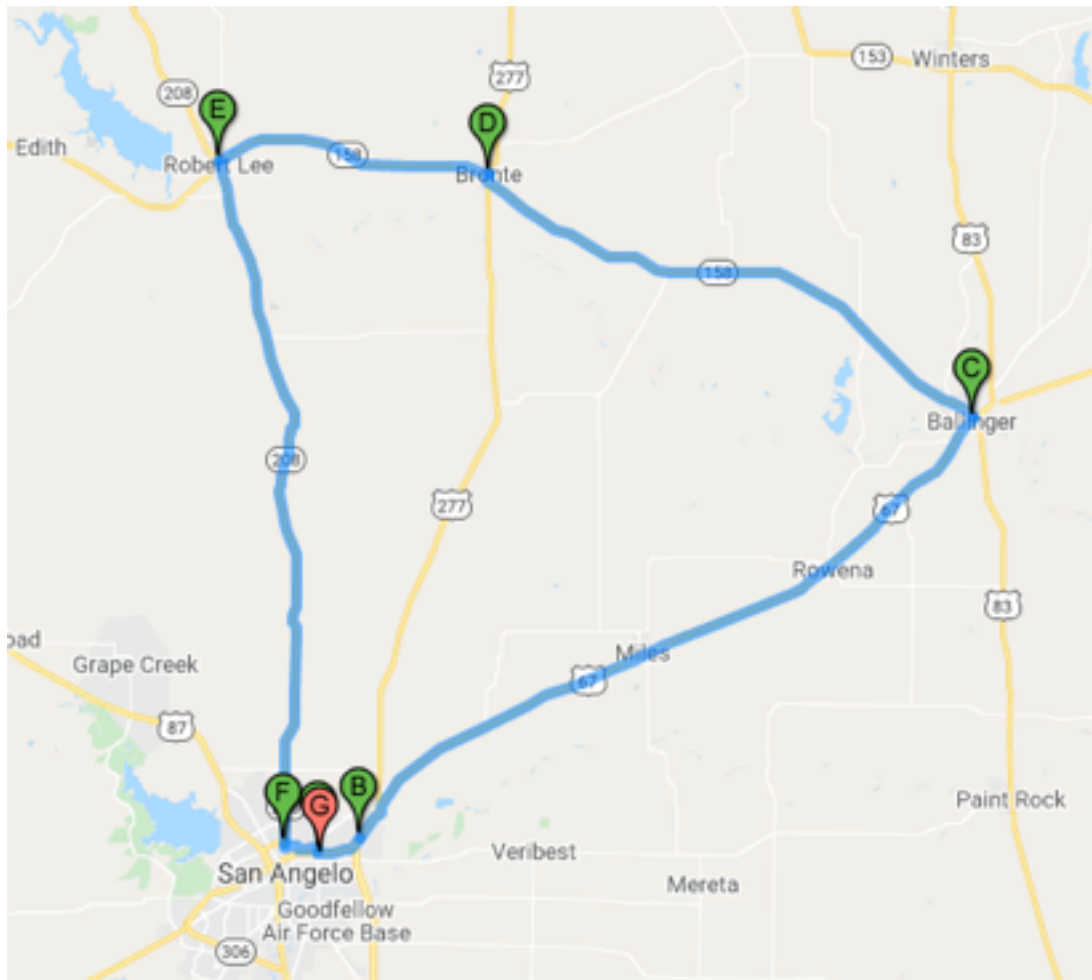 Winters
153
277
208
E
D
Edith
Robert Lee
158
Bronte
83
158
C
Ballinger
208
277
67
Rowena
83
Miles
oad
Grape Creek
67
87
F
G
B
Paint Rock
Veribest
San Angelo
Mereta
Goodfellow
Air Force Base
306